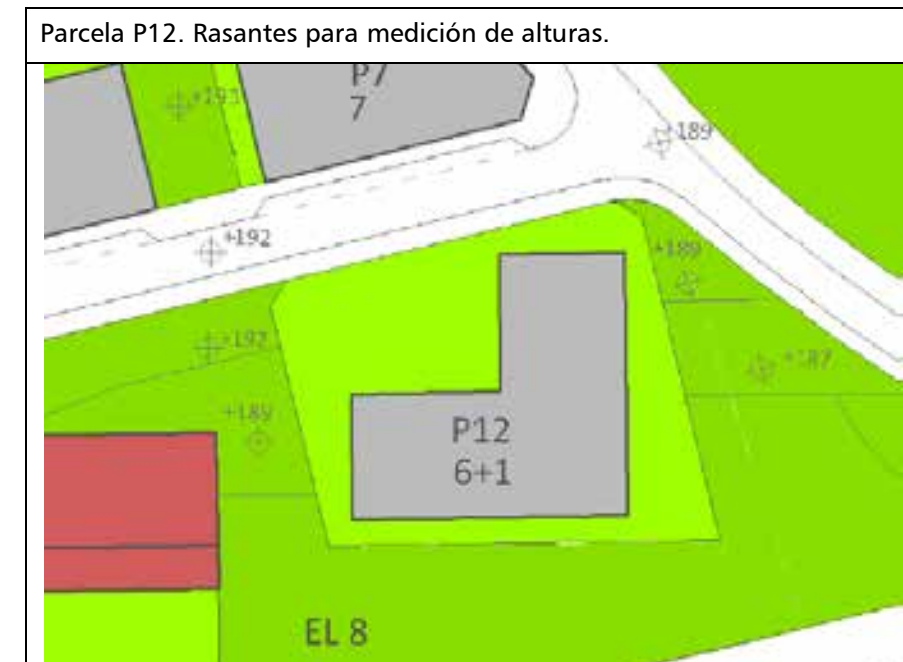 Parcela P12. Rasantes para medición de alturas.
P7
7
+193
+189
+192
+189
+192
+187
+189
P12
6+1
EL 8